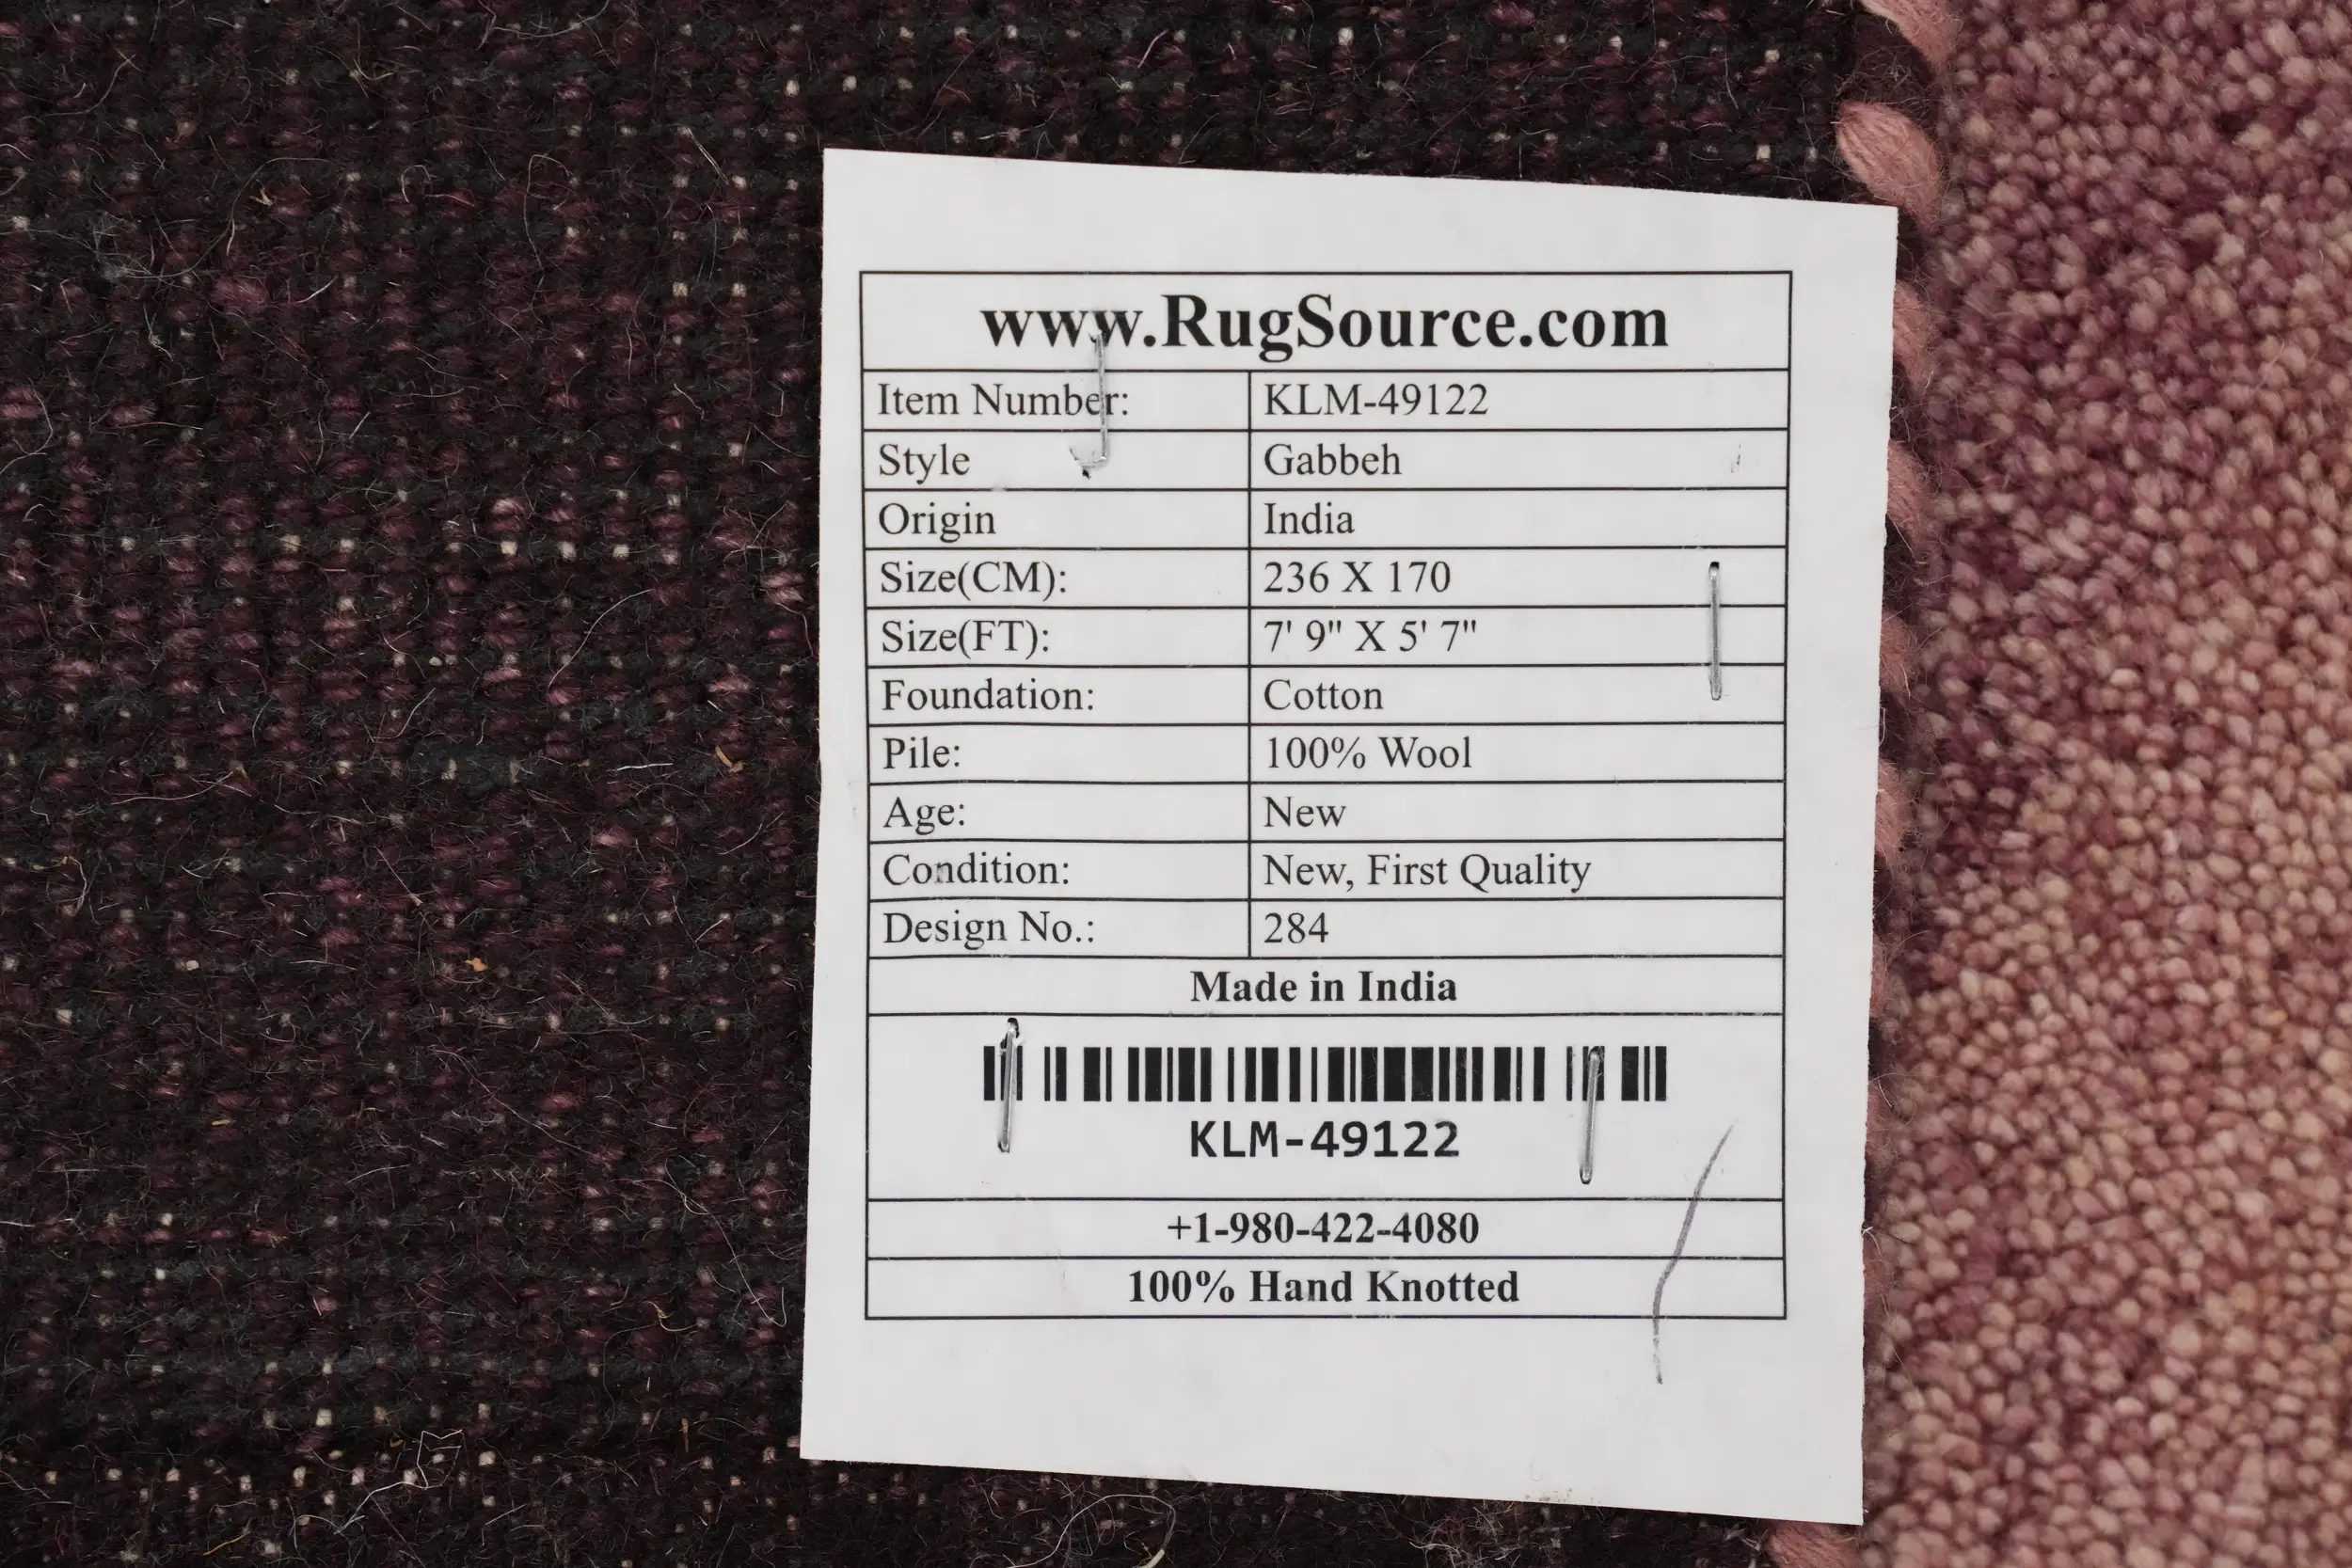 www.RugSource.com
Item Number: KLM-49122
Style Gabbeh
Origin India
Size(CM): 236 X 170
Size(FT): 7' 9" X 5' 7"
Foundation: Cotton
Pile: 100% Wool
Age: New
Condition: New, First Quality
Design No.: 284
Made in India
KLM-49122
+1-980-422-4080
100% Hand Knotted